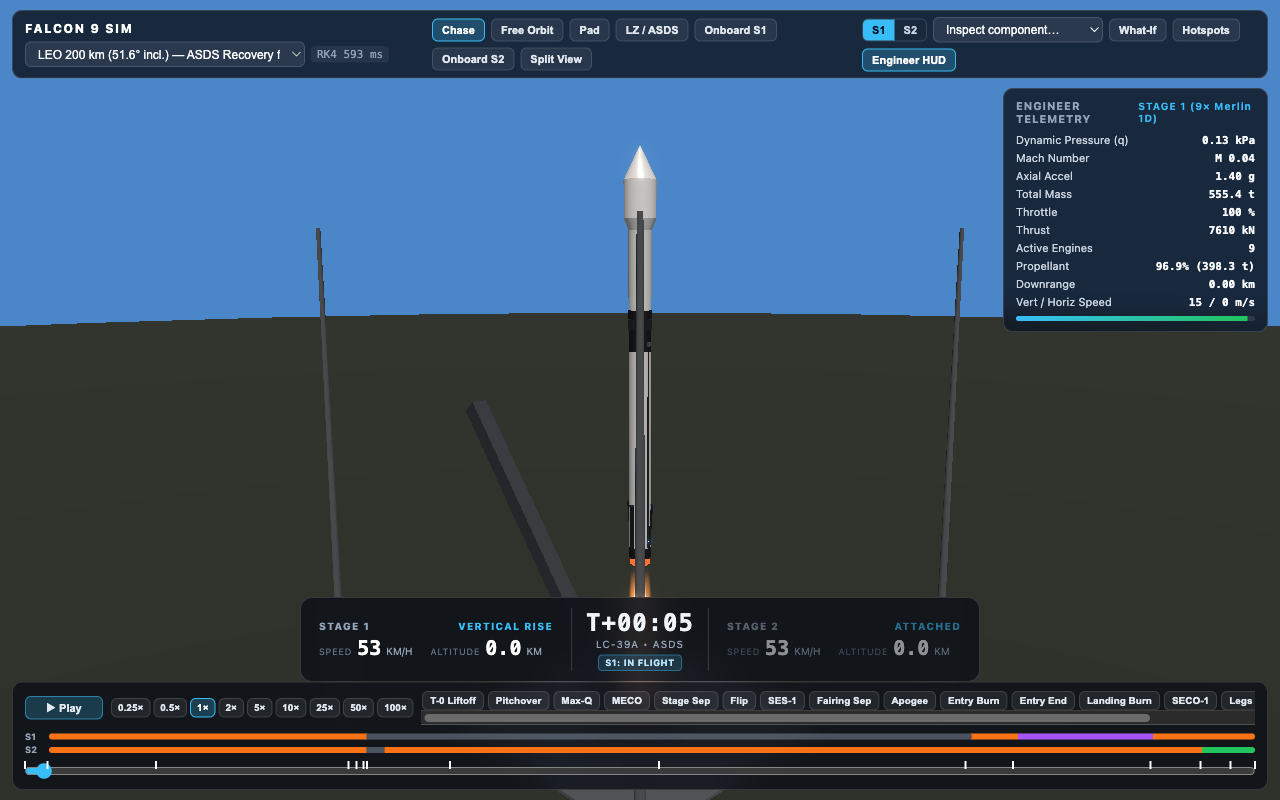 FALCON 9 SIM
LEO 200 km (51.6° incl.) — ASDS Recovery f
RK4 593 ms
Chase
Free Orbit
Pad
LZ / ASDS
Onboard S1
Onboard S2
Split View
S1
S2
Inspect component…
What-If
Hotspots
Engineer HUD
ENGINEER TELEMETRY
STAGE 1 (9× Merlin 1D)
Dynamic Pressure (q) 0.13 kPa
Mach Number M 0.04
Axial Accel 1.40 g
Total Mass 555.4 t
Throttle 100 %
Thrust 7610 kN
Active Engines 9
Propellant 96.9% (398.3 t)
Downrange 0.00 km
Vert / Horiz Speed 15 / 0 m/s
STAGE 1 VERTICAL RISE
SPEED 53 KM/H ALTITUDE 0.0 KM
T+00:05
LC-39A • ASDS
S1: IN FLIGHT
STAGE 2 ATTACHED
SPEED 53 KM/H ALTITUDE 0.0 KM
Play
0.25×
0.5×
1×
2×
5×
10×
25×
50×
100×
T-0 Liftoff
Pitchover
Max-Q
MECO
Stage Sep
Flip
SES-1
Fairing Sep
Apogee
Entry Burn
Entry End
Landing Burn
SECO-1
Legs
S1
S2